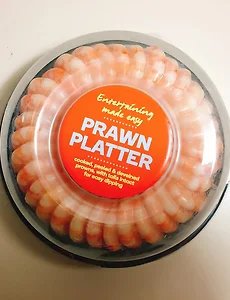 Entertaining
made easy
PRAWN
PLATTER
cooked, peeled & deveined
prawns, with tails intact
for easy dipping